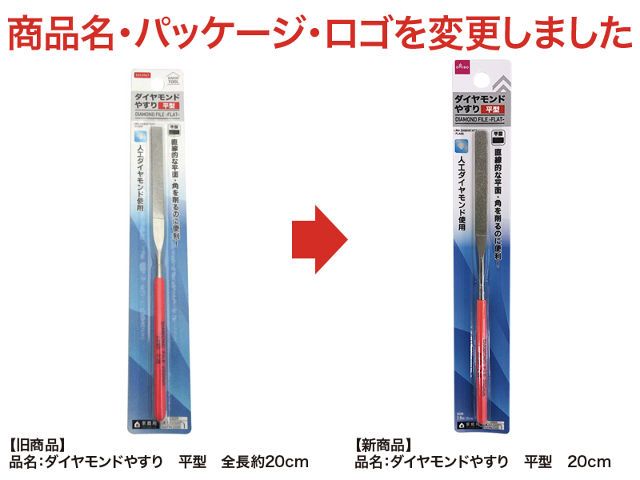 商品名・パッケージ・ロゴを変更しました
ダイヤモンド
やすり 平型
DIAMOND FILE -FLAT-
平面
人工ダイヤモンド使用
直線的な平面・角を削るのに便利!
ダイヤモンド
やすり 平型
DIAMOND FILE -FLAT-
平面
人工ダイヤモンド使用
直線的な平面・角を削るのに便利!
【旧商品】
品名:ダイヤモンドやすり 平型 全長約20cm
【新商品】
品名:ダイヤモンドやすり 平型 20cm